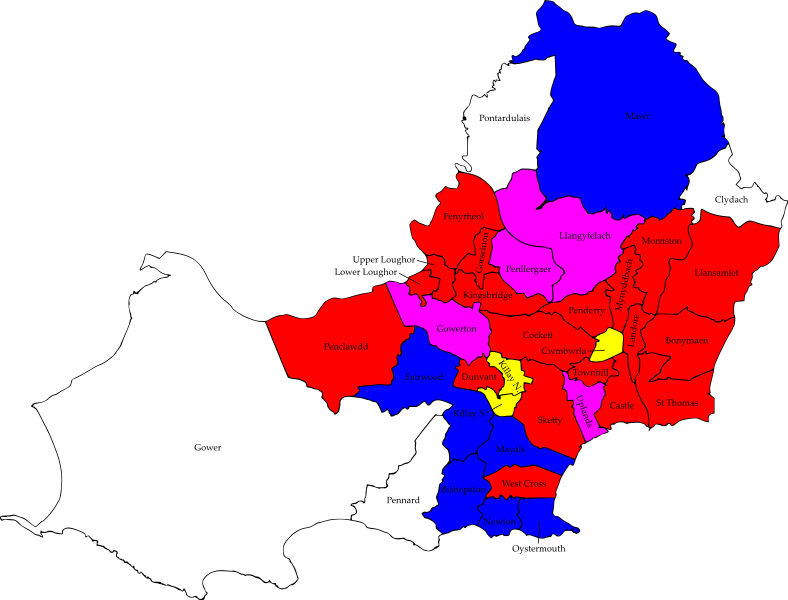 Mawr
Pontardulais
Clydach
Penyrheol
Llangyfelach
Morriston
Gorseinon
Upper Loughor
Penllergaer
Mynyddbach
Llansamlet
Lower Loughor
Kingsbridge
Penderry
Gowerton
Cockett
Landore
Bonymaen
Penclawdd
Cwmbwrla
Fairwood
Dunvant
Killay N.
Townhill
Uplands
Castle
St Thomas
Killay S
Sketty
Gower
Mayals
Pennard
Bishopston
West Cross
Newton
Oystermouth